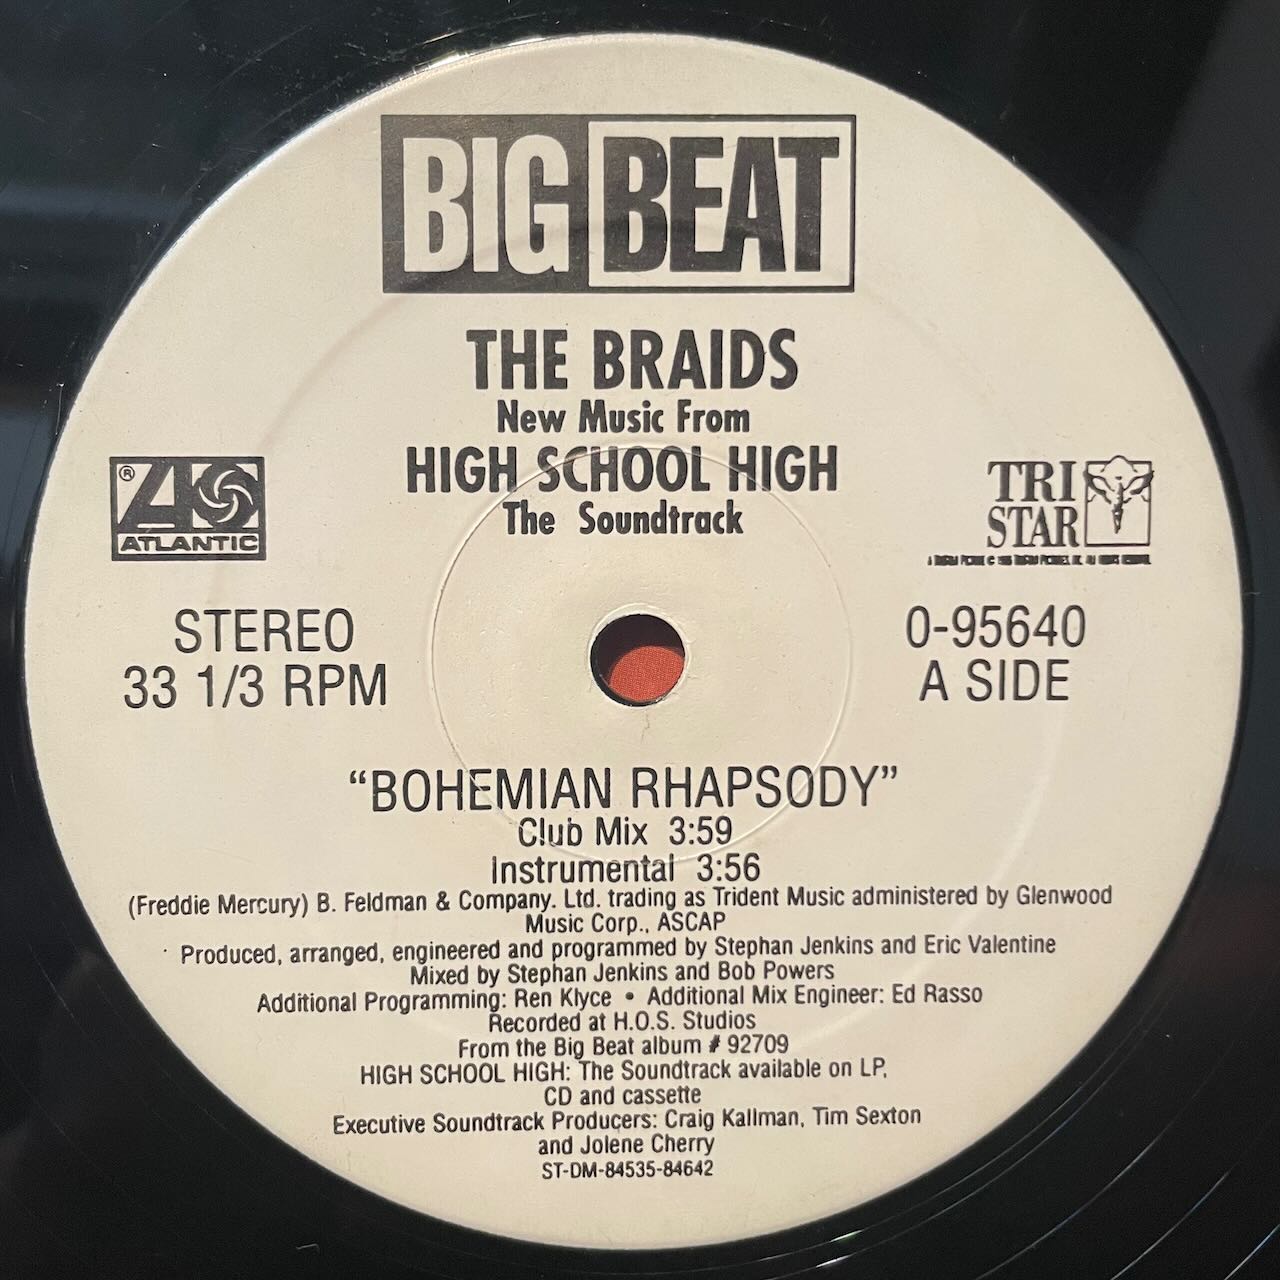 BIG BEAT
THE BRAIDS
New Music From
HIGH SCHOOL HIGH
The Soundtrack
®
ATLANTIC
TRI
STAR
STEREO
33 1/3 RPM
0-95640
A SIDE
“BOHEMIAN RHAPSODY”
Club Mix 3:59
Instrumental 3:56
(Freddie Mercury) B. Feldman & Company. Ltd. trading as Trident Music administered by Glenwood
Music Corp., ASCAP
Produced, arranged, engineered and programmed by Stephan Jenkins and Eric Valentine
Mixed by Stephan Jenkins and Bob Powers
Additional Programming: Ren Klyce • Additional Mix Engineer: Ed Rasso
Recorded at H.O.S. Studios
From the Big Beat album # 92709
HIGH SCHOOL HIGH: The Soundtrack available on LP,
CD and cassette
Executive Soundtrack Producers: Craig Kallman, Tim Sexton
and Jolene Cherry
ST-DM-84535-84642